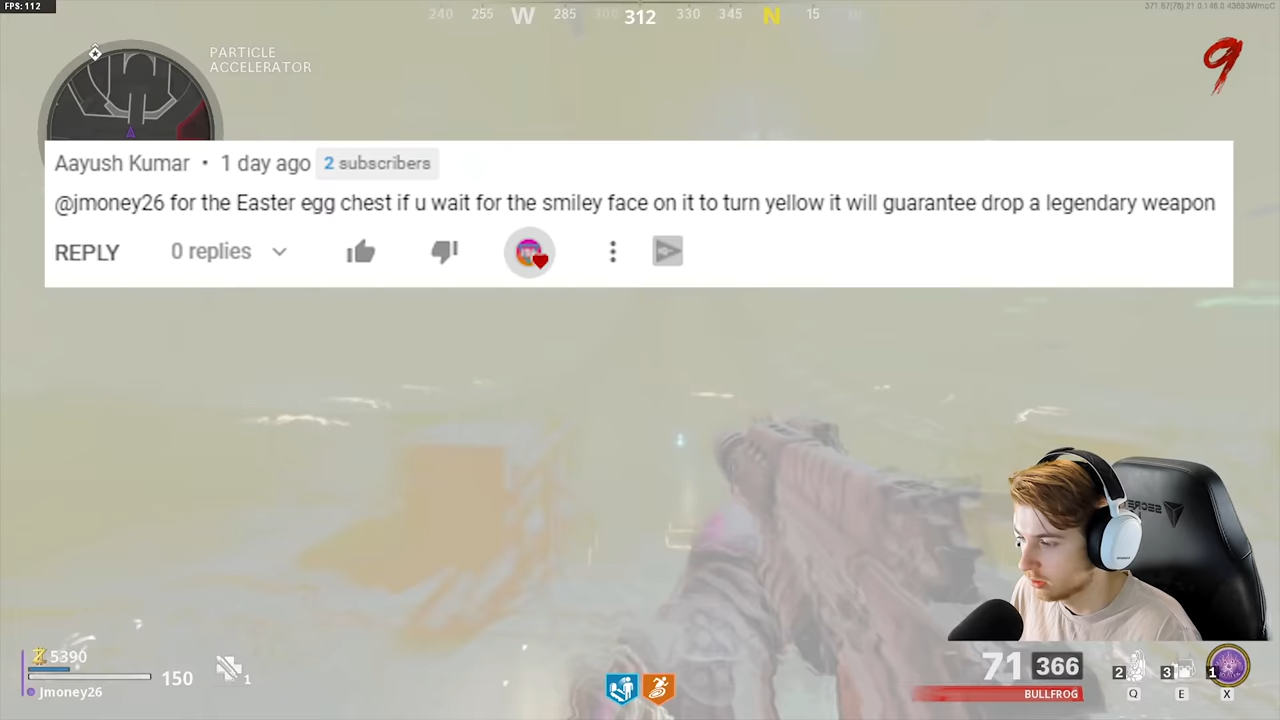 FPS: 112
240 255 W 285 300 312 330 345 N 15
PARTICLE
ACCELERATOR
9
Aayush Kumar • 1 day ago 2 subscribers
@jmoney26 for the Easter egg chest if u wait for the smiley face on it to turn yellow it will guarantee drop a legendary weapon
REPLY 0 replies
5390
150 1
Jmoney26
71 366
BULLFROG
2 3 1
Q E X